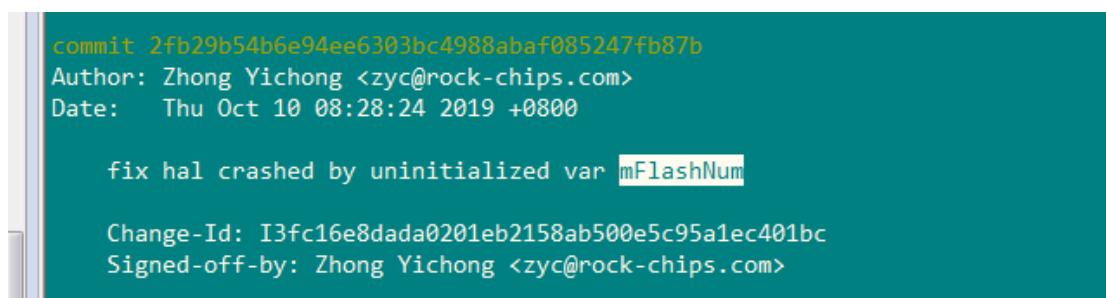 commit 2fb29b54b6e94ee6303bc4988abaf085247fb87b
Author: Zhong Yichong <zyc@rock-chips.com>
Date:   Thu Oct 10 08:28:24 2019 +0800
fix hal crashed by uninitialized var mFlashNum
Change-Id: I3fc16e8dada0201eb2158ab500e5c95a1ec401bc
Signed-off-by: Zhong Yichong <zyc@rock-chips.com>